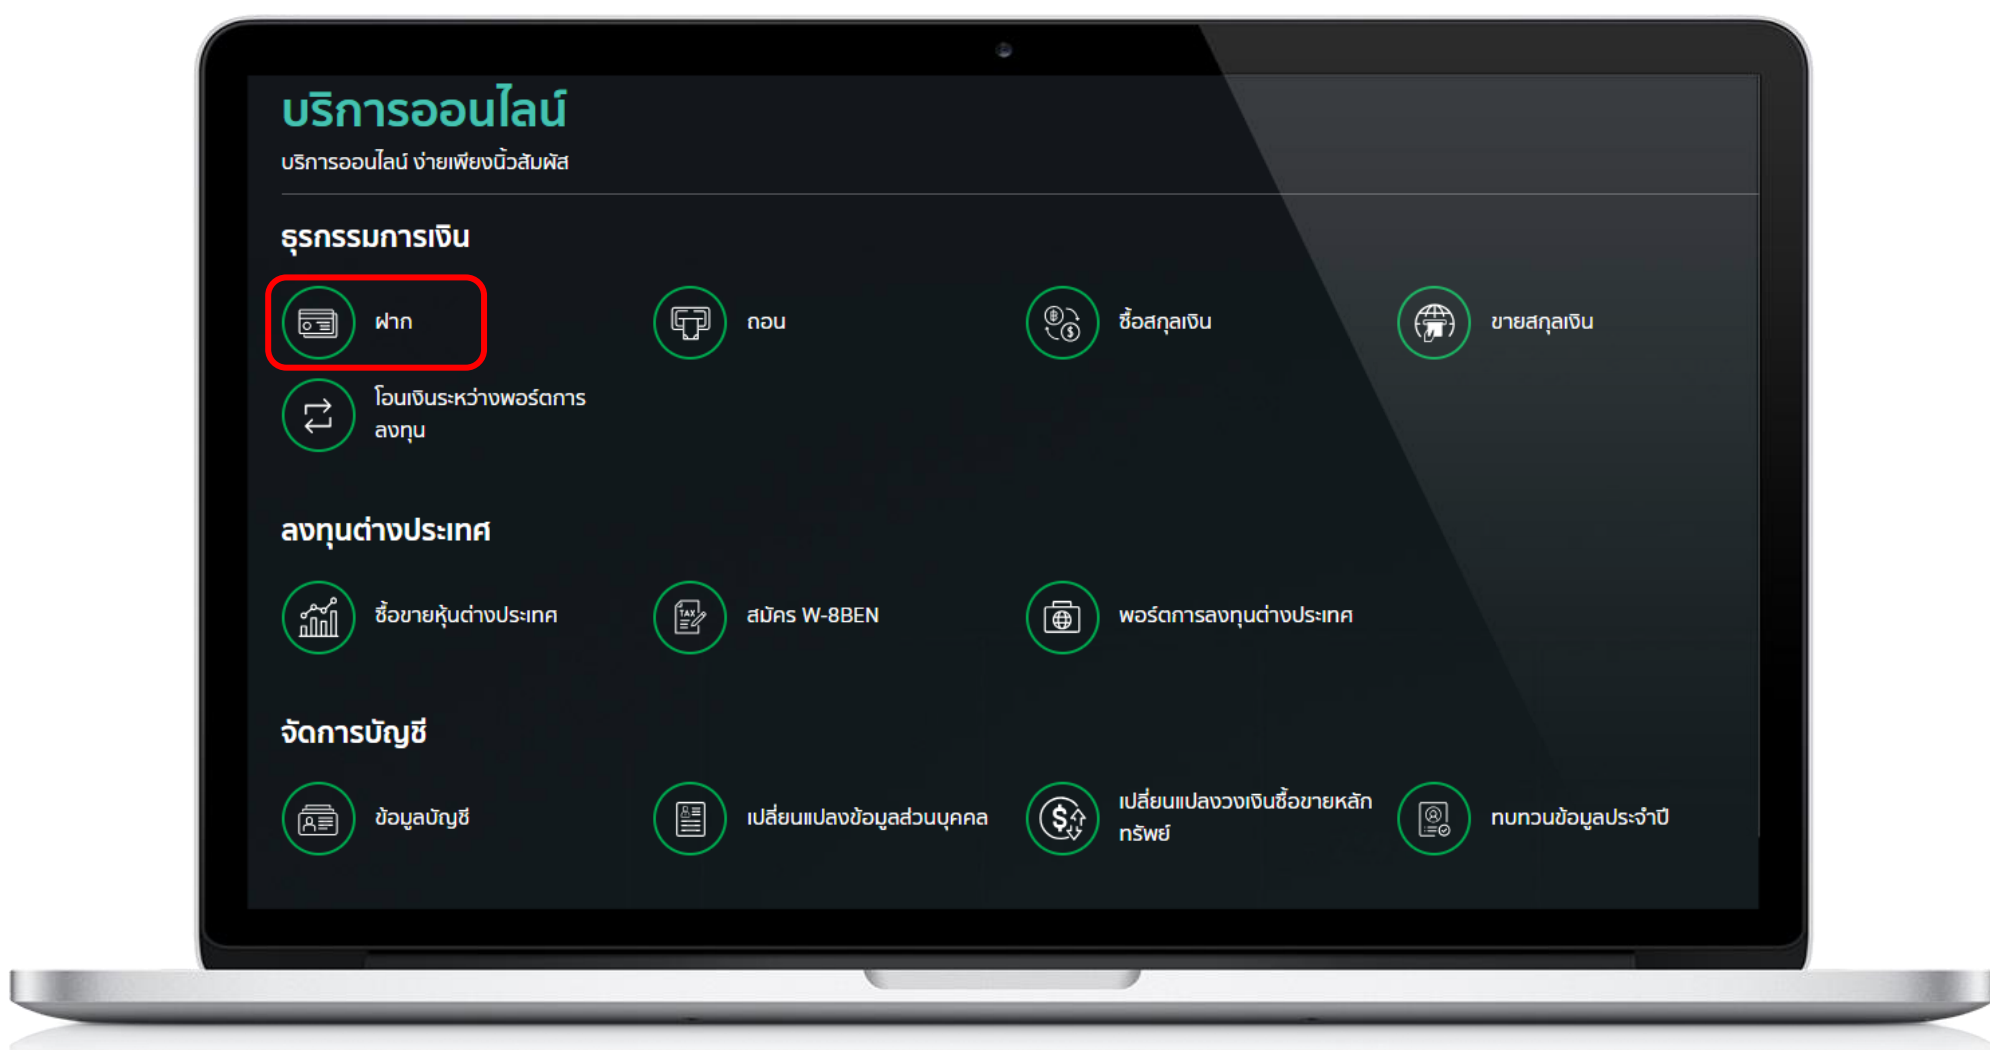 บริการออนไลน์
บริการออนไลน์ ง่ายเพียงนิ้วสัมผัส
ธุรกรรมการเงิน
ฝาก
ถอน
ซื้อสกุลเงิน
ขายสกุลเงิน
โอนเงินระหว่างพอร์ตการ
ลงทุน
ลงทุนต่างประเทศ
ซื้อขายหุ้นต่างประเทศ
TAX
สมัคร W-8BEN
พอร์ตการลงทุนต่างประเทศ
จัดการบัญชี
ข้อมูลบัญชี
เปลี่ยนแปลงข้อมูลส่วนบุคคล
เปลี่ยนแปลงวงเงินซื้อขายหลัก
ทรัพย์
ทบทวนข้อมูลประจำปี